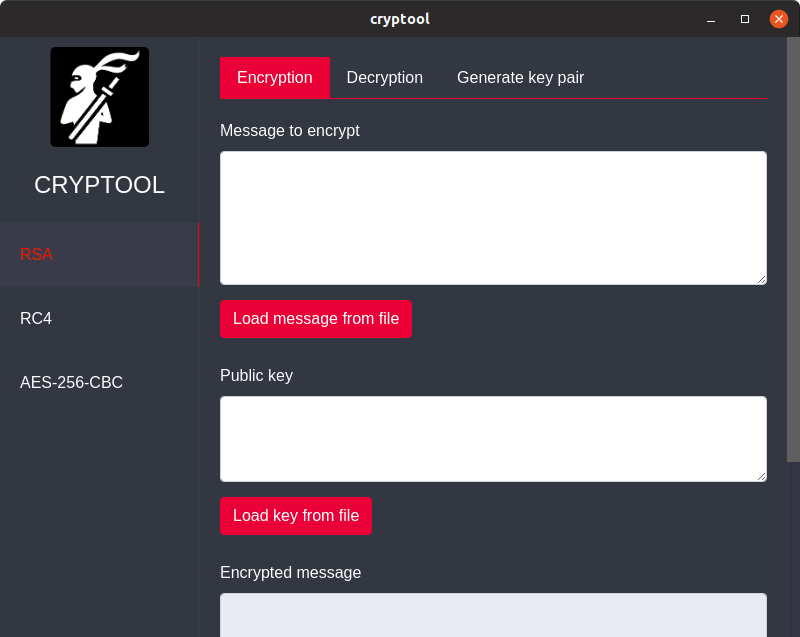 cryptool
CRYPTOOL
RSA
RC4
AES-256-CBC
Encryption Decryption Generate key pair
Message to encrypt
Load message from file
Public key
Load key from file
Encrypted message